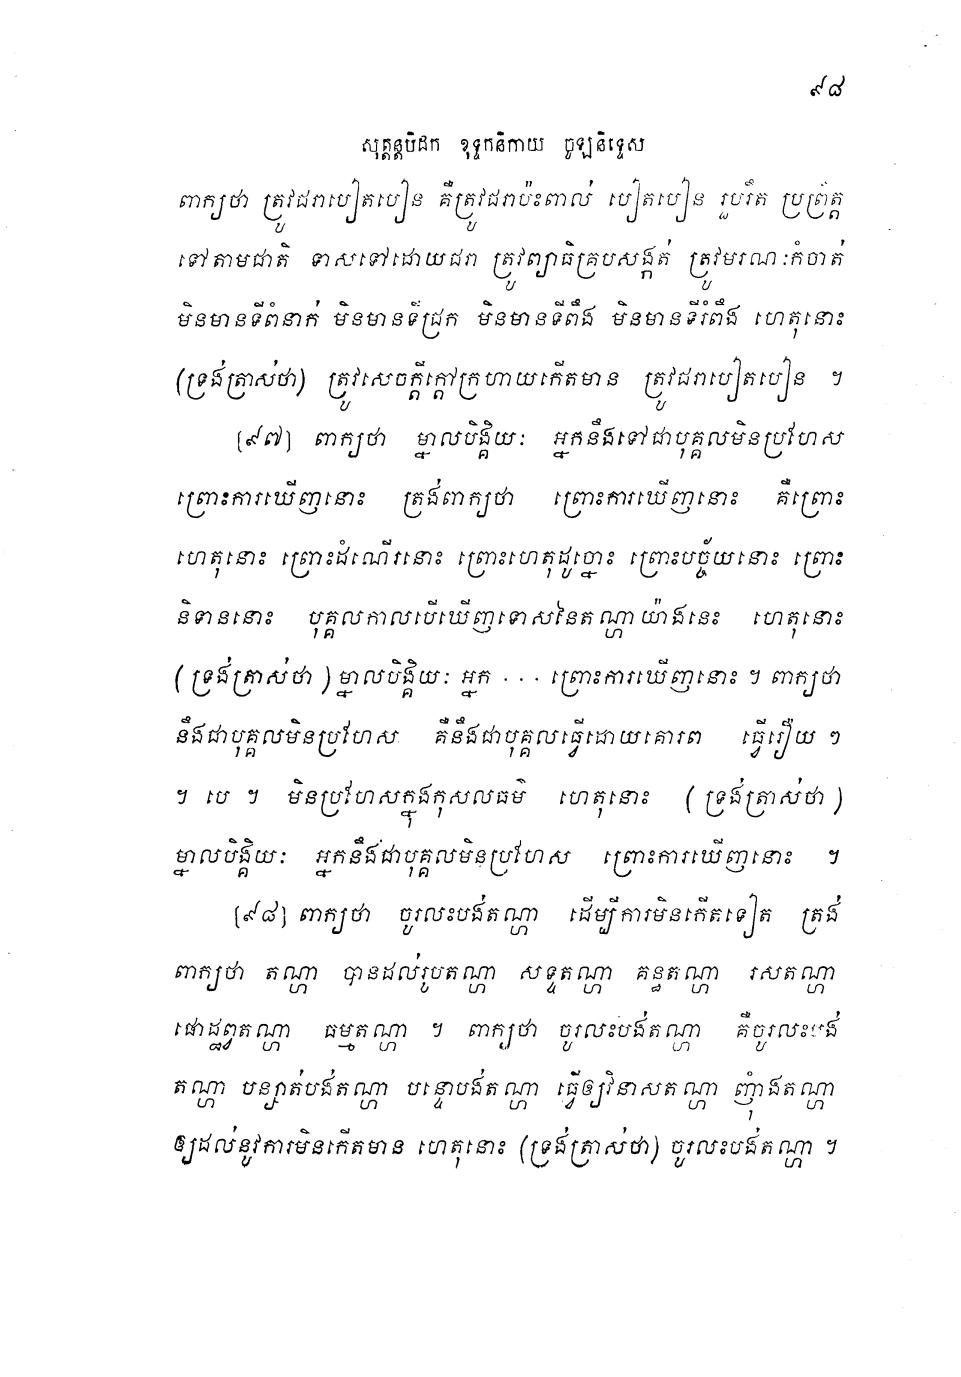 ៩៨
សុត្តន្តបិដក ខុទ្ទកនិកាយ ចូឡនិទ្ទេស
ពាក្យថា ត្រូវជរាបៀតបៀន គឺត្រូវជរាប៉ះពាល់ បៀតបៀន រួបរឹត ប្រព្រឹត្ត
ទៅតាមជាតិ ទាសទៅដោយជរា ត្រូវព្យាធិគ្របសង្កត់ ត្រូវមរណៈកំចាត់
មិនមានទីពំនាក់ មិនមានទីជ្រក មិនមានទីពឹង មិនមានទីរំពឹង ហេតុនោះ
(ទ្រង់ត្រាស់ថា) ត្រូវសេចក្តីក្តៅក្រហាយកើតមាន ត្រូវជរាបៀតបៀន ។
[៩៧] ពាក្យថា ម្នាលបិង្គិយៈ អ្នកនឹងទៅជាបុគ្គលមិនប្រហែស
ព្រោះការឃើញនោះ ត្រង់ពាក្យថា ព្រោះការឃើញនោះ គឺព្រោះ
ហេតុនោះ ព្រោះដំណើរនោះ ព្រោះហេតុដូច្នោះ ព្រោះបច្ច័យនោះ ព្រោះ
និទាននោះ បុគ្គលកាលបើឃើញទោសនៃតណ្ហាយ៉ាងនេះ ហេតុនោះ
(ទ្រង់ត្រាស់ថា) ម្នាលបិង្គិយៈ អ្នក ... ព្រោះការឃើញនោះ ។ ពាក្យថា
នឹងជាបុគ្គលមិនប្រហែស គឺនឹងជាបុគ្គលធ្វើដោយគោរព ធ្វើរឿយ ៗ
។ បេ ។ មិនប្រហែសក្នុងកុសលធម៌ ហេតុនោះ (ទ្រង់ត្រាស់ថា)
ម្នាលបិង្គិយៈ អ្នកនឹងជាបុគ្គលមិនប្រហែស ព្រោះការឃើញនោះ ។
[៩៨] ពាក្យថា ចូរលះបង់តណ្ហា ដើម្បីការមិនកើតទៀត ត្រង់
ពាក្យថា តណ្ហា បានដល់រូបតណ្ហា សទ្ទតណ្ហា គន្ធតណ្ហា រសតណ្ហា
ផោដ្ឋព្វតណ្ហា ធម្មតណ្ហា ។ ពាក្យថា ចូរលះបង់តណ្ហា គឺចូរលះបង់
តណ្ហា បន្សាត់បង់តណ្ហា បន្ទោបង់តណ្ហា ធ្វើឲ្យវិនាសតណ្ហា ញុំាងតណ្ហា
ឲ្យដល់នូវការមិនកើតមាន ហេតុនោះ (ទ្រង់ត្រាស់ថា) ចូរលះបង់តណ្ហា ។